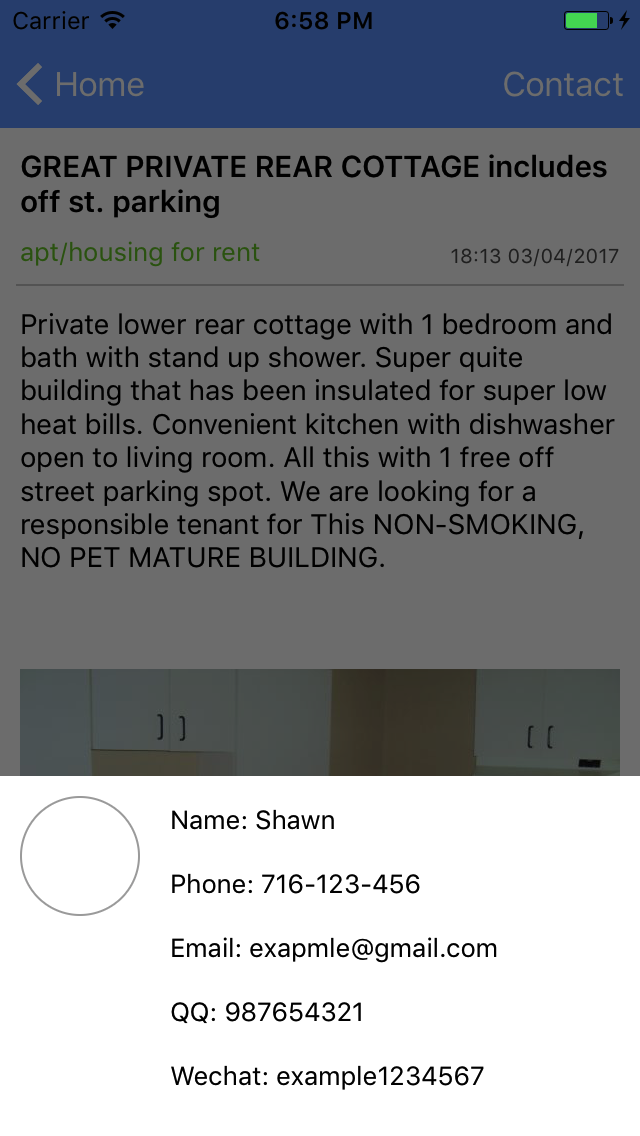 Carrier 6:58 PM
Home Contact
GREAT PRIVATE REAR COTTAGE includes
off st. parking
apt/housing for rent 18:13 03/04/2017
Private lower rear cottage with 1 bedroom and
bath with stand up shower. Super quite
building that has been insulated for super low
heat bills. Convenient kitchen with dishwasher
open to living room. All this with 1 free off
street parking spot. We are looking for a
responsible tenant for This NON-SMOKING,
NO PET MATURE BUILDING.
Name: Shawn
Phone: 716-123-456
Email: exapmle@gmail.com
QQ: 987654321
Wechat: example1234567